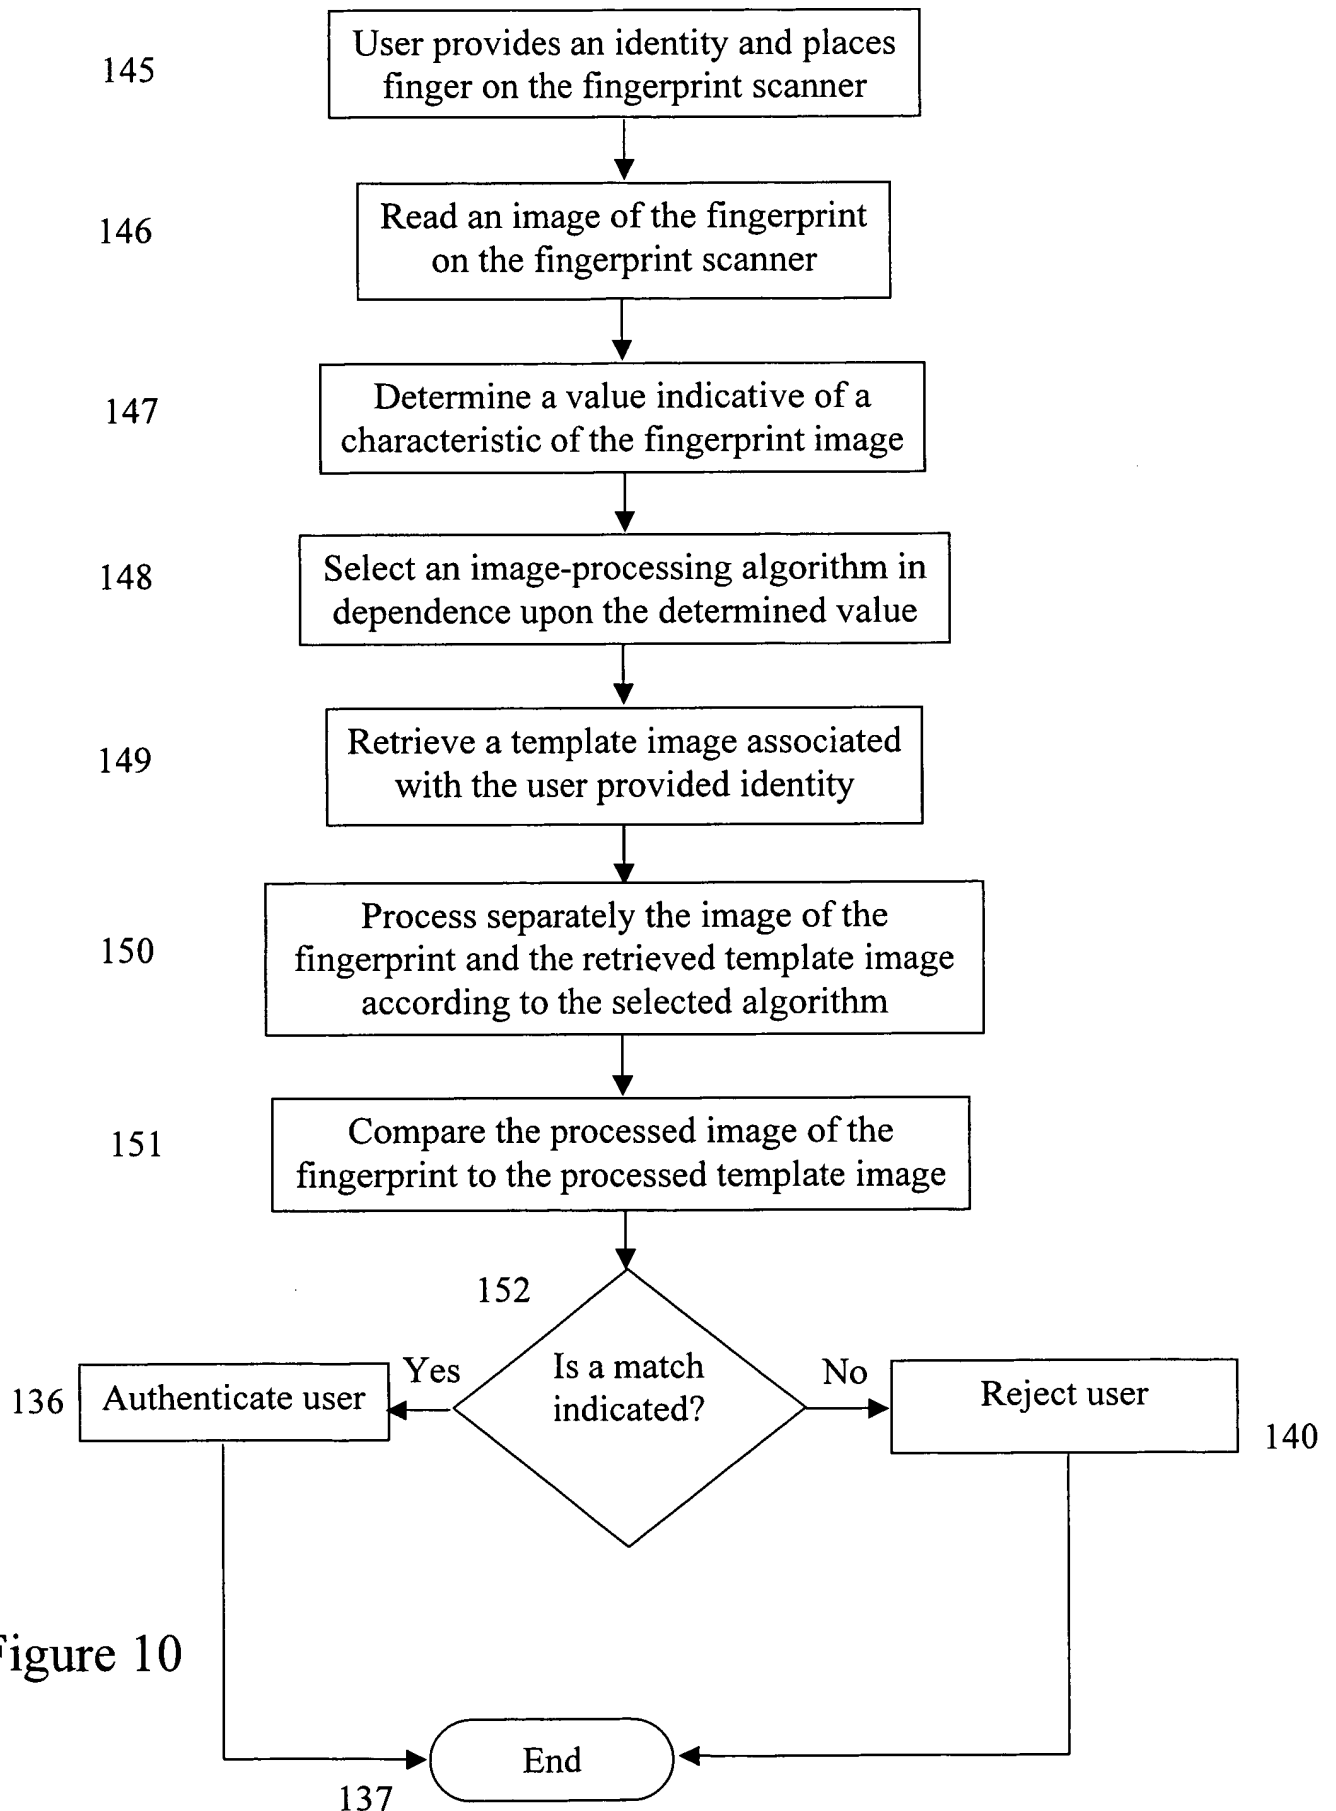 145
User provides an identity and places
finger on the fingerprint scanner
146
Read an image of the fingerprint
on the fingerprint scanner
147
Determine a value indicative of a
characteristic of the fingerprint image
148
Select an image-processing algorithm in
dependence upon the determined value
149
Retrieve a template image associated
with the user provided identity
150
Process separately the image of the
fingerprint and the retrieved template image
according to the selected algorithm
151
Compare the processed image of the
fingerprint to the processed template image
152
Is a match
indicated?
Yes
No
136
Authenticate user
Reject user
140
Figure 10
End
137